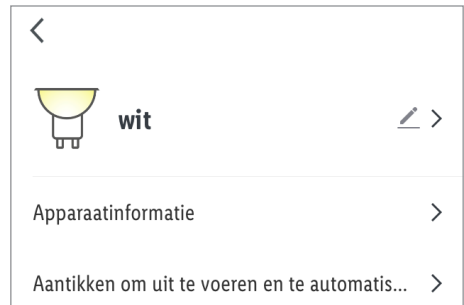 wit
Apparaatinformatie
Aantikken om uit te voeren en te automatis...